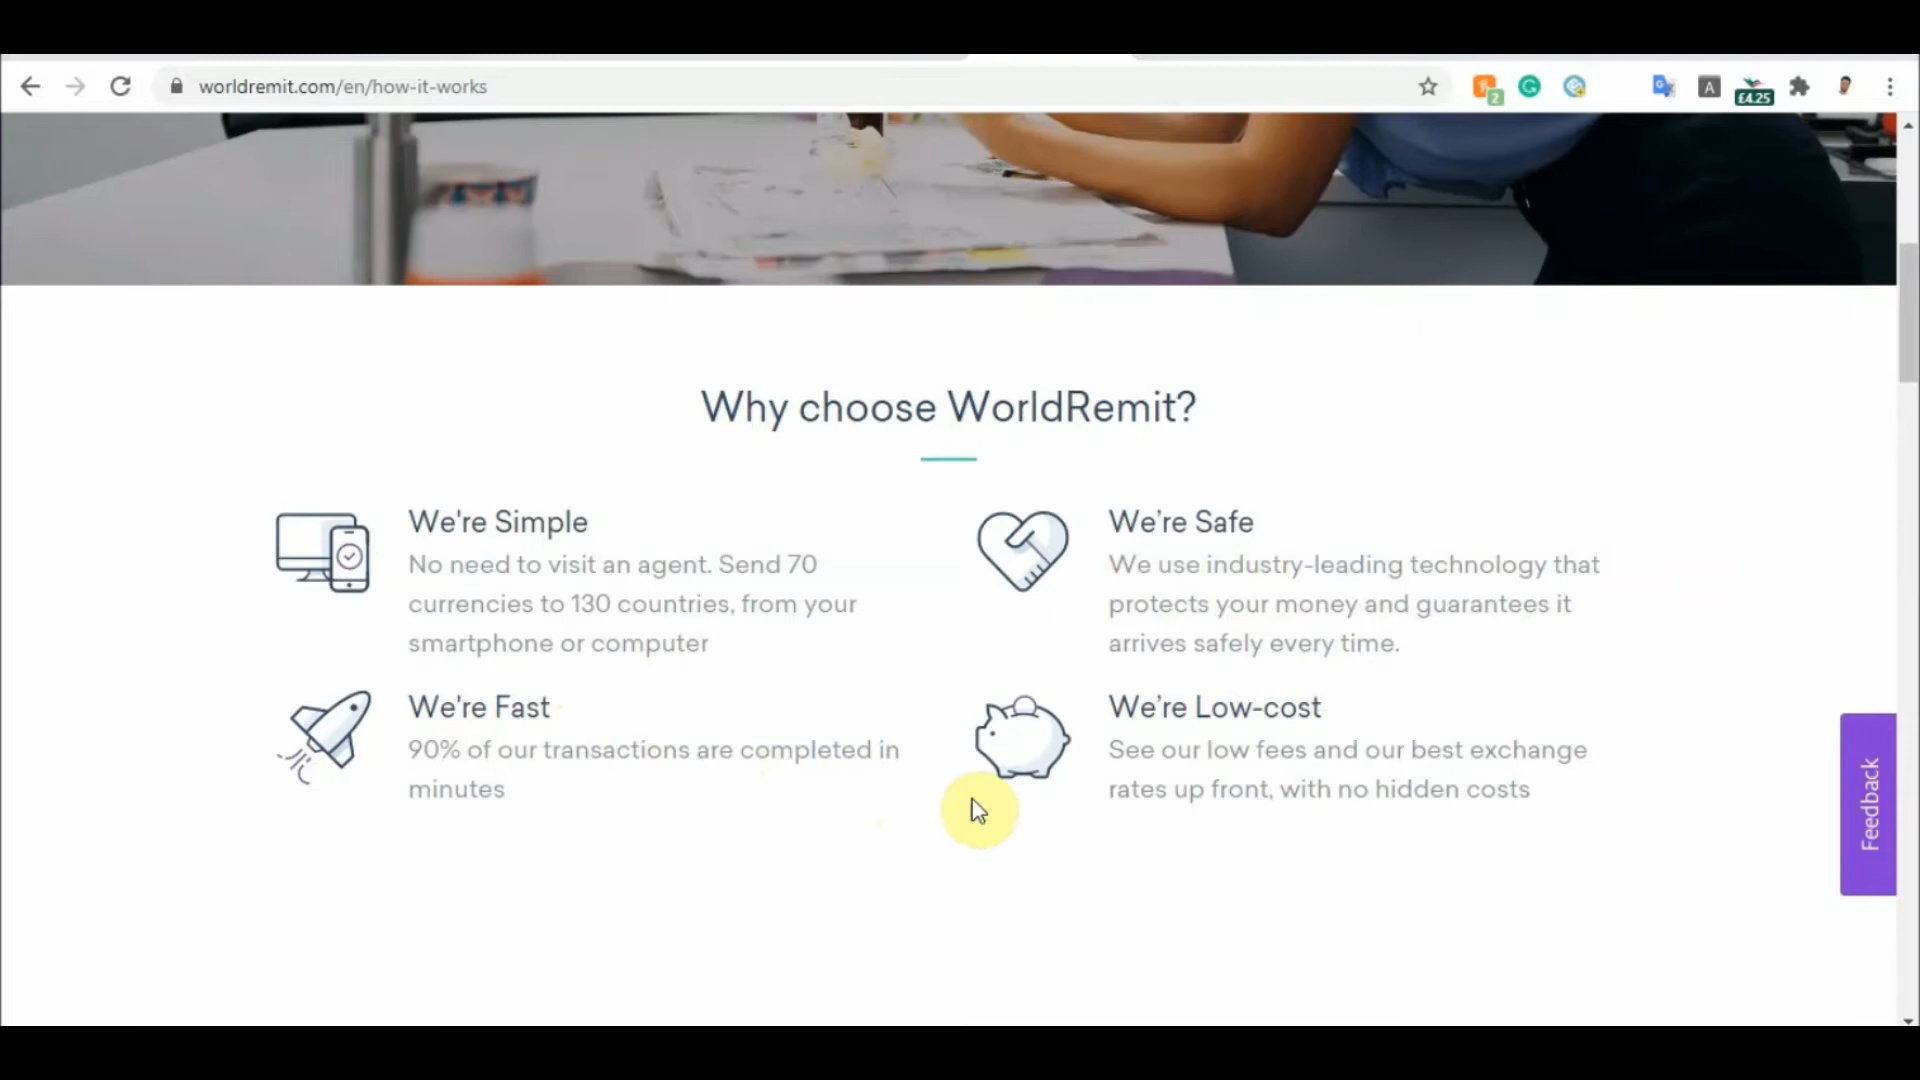 worldremit.com/en/how-it-works
2
A
£4.25
Why choose WorldRemit?
We're Simple
No need to visit an agent. Send 70
currencies to 130 countries, from your
smartphone or computer
We’re Safe
We use industry-leading technology that
protects your money and guarantees it
arrives safely every time.
We're Fast
90% of our transactions are completed in
minutes
We’re Low-cost
See our low fees and our best exchange
rates up front, with no hidden costs
Feedback